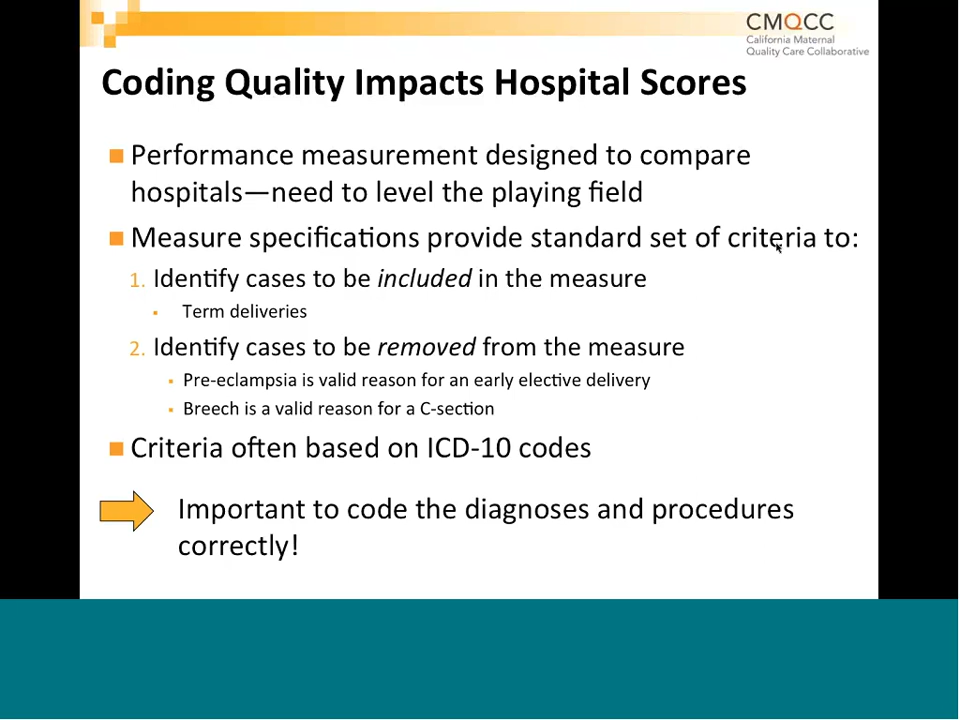 CMQCC
California Maternal
Quality Care Collaborative
Coding Quality Impacts Hospital Scores
Performance measurement designed to compare
hospitals—need to level the playing field
Measure specifications provide standard set of criteria to:
1. Identify cases to be included in the measure
Term deliveries
2. Identify cases to be removed from the measure
Pre-eclampsia is valid reason for an early elective delivery
Breech is a valid reason for a C-section
Criteria often based on ICD-10 codes
Important to code the diagnoses and procedures
correctly!